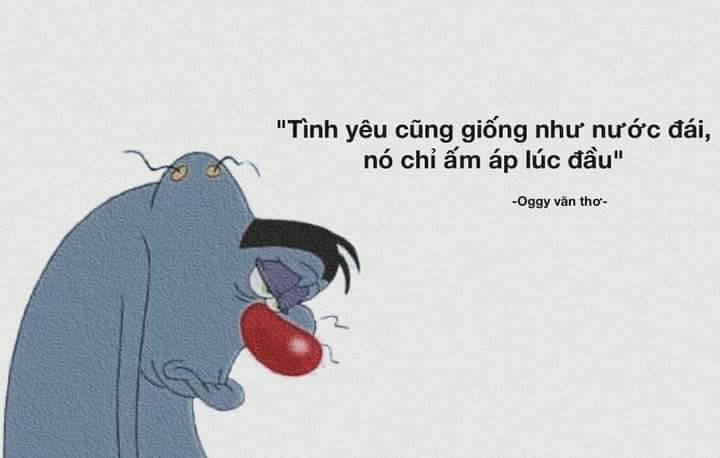 "Tình yêu cũng giống như nước đái,
nó chỉ ấm áp lúc đầu"
-Oggy văn thơ-